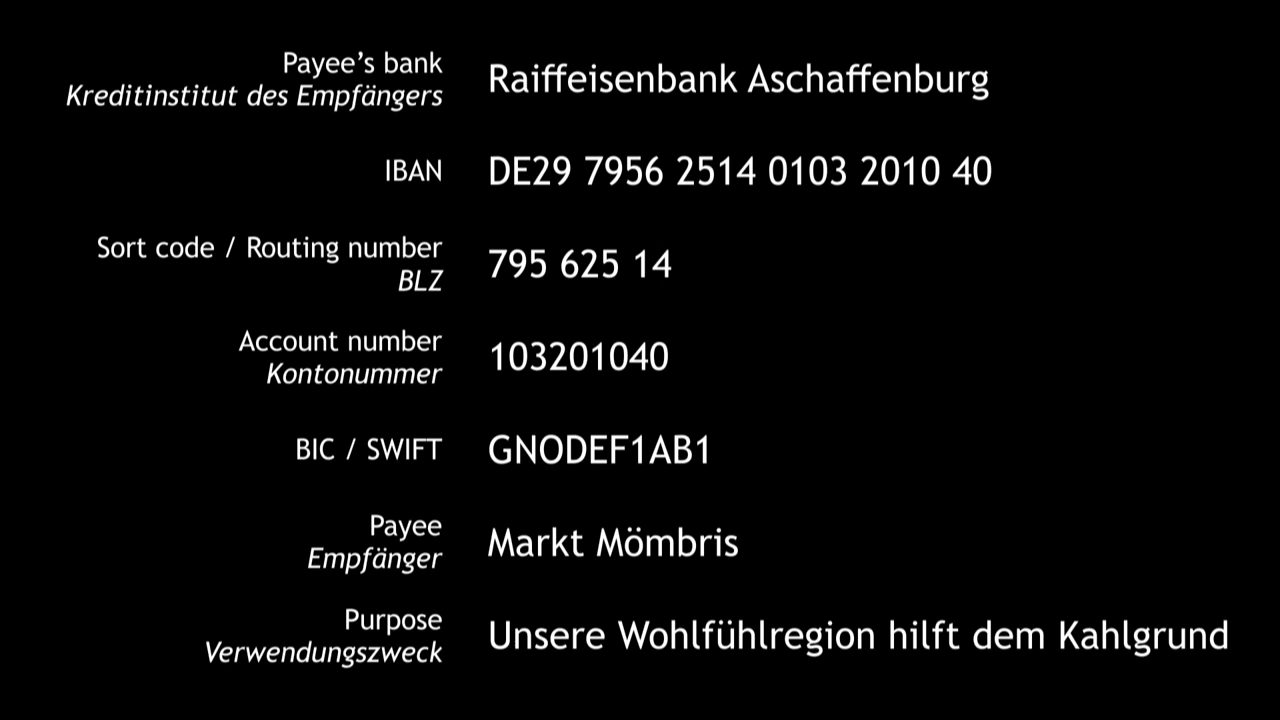 Payee’s bank
Kreditinstitut des Empfängers
Raiffeisenbank Aschaffenburg
IBAN
DE29 7956 2514 0103 2010 40
Sort code / Routing number
BLZ
795 625 14
Account number
Kontonummer
103201040
BIC / SWIFT
GNODEF1AB1
Payee
Empfänger
Markt Mömbris
Purpose
Verwendungszweck
Unsere Wohlfühlregion hilft dem Kahlgrund